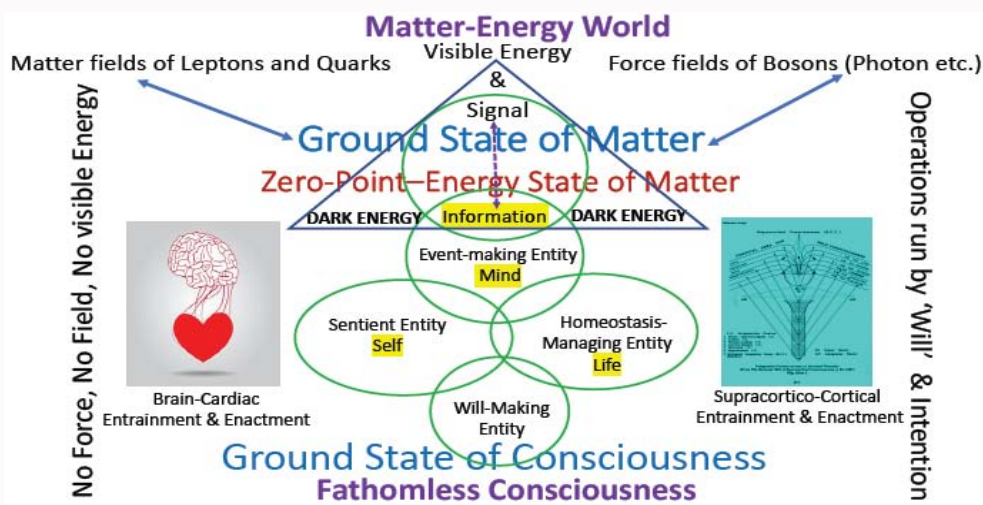 Matter-Energy World
Visible Energy
Matter fields of Leptons and Quarks
Force fields of Bosons (Photon etc.)
&
Signal
Ground State of Matter
Zero-Point–Energy State of Matter
DARK ENERGY
Information
DARK ENERGY
Event-making Entity
Mind
Sentient Entity
Self
Homeostasis-
Managing Entity
Life
Will-Making
Entity
Brain-Cardiac
Entrainment & Enactment
Supracortico-Cortical
Entrainment & Enactment
Ground State of Consciousness
Fathomless Consciousness
No Force, No Field, No visible Energy
Operations run by ‘Will’ & Intention